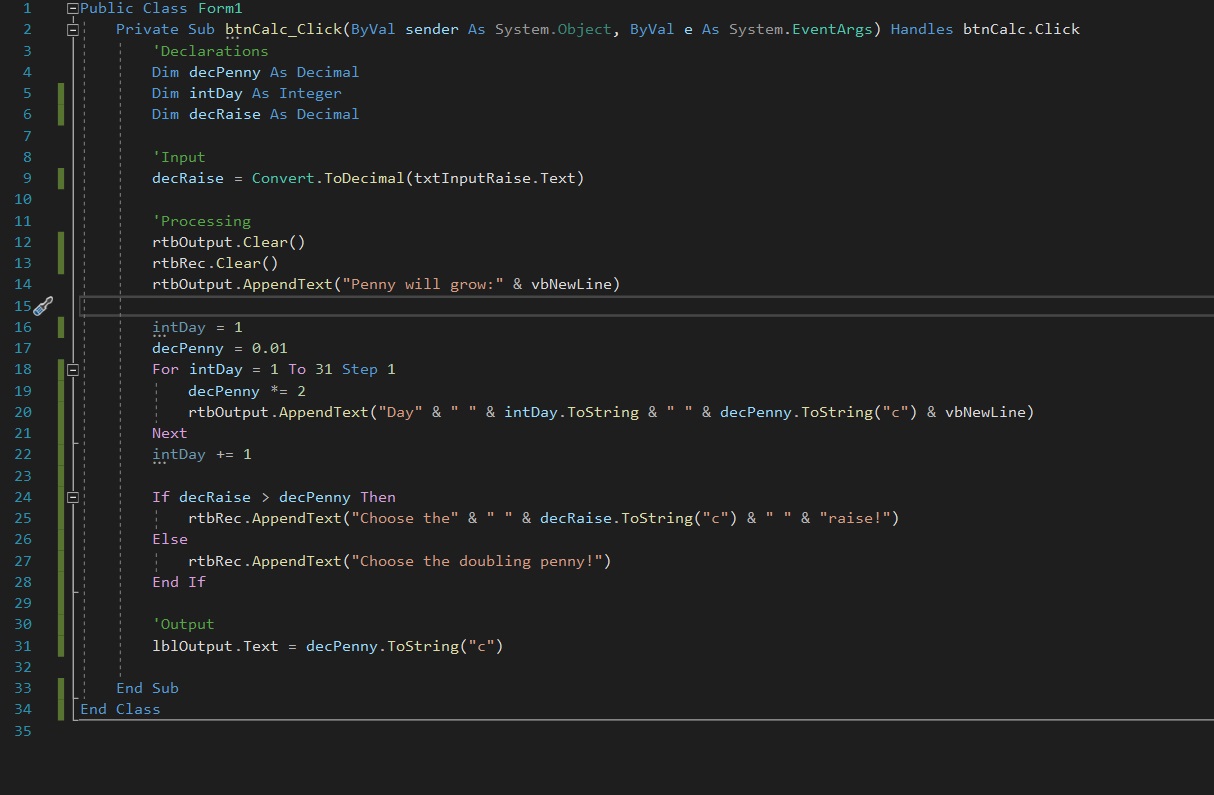 1 Public Class Form1
2 Private Sub btnCalc_Click(ByVal sender As System.Object, ByVal e As System.EventArgs) Handles btnCalc.Click
3 'Declarations
4 Dim decPenny As Decimal
5 Dim intDay As Integer
6 Dim decRaise As Decimal
7
8 'Input
9 decRaise = Convert.ToDecimal(txtInputRaise.Text)
10
11 'Processing
12 rtbOutput.Clear()
13 rtbRec.Clear()
14 rtbOutput.AppendText("Penny will grow:" & vbNewLine)
15
16 intDay = 1
17 decPenny = 0.01
18 For intDay = 1 To 31 Step 1
19 decPenny *= 2
20 rtbOutput.AppendText("Day" & " " & intDay.ToString & " " & decPenny.ToString("c") & vbNewLine)
21 Next
22 intDay += 1
23
24 If decRaise > decPenny Then
25 rtbRec.AppendText("Choose the" & " " & decRaise.ToString("c") & " " & "raise!")
26 Else
27 rtbRec.AppendText("Choose the doubling penny!")
28 End If
29
30 'Output
31 lblOutput.Text = decPenny.ToString("c")
32
33 End Sub
34 End Class
35